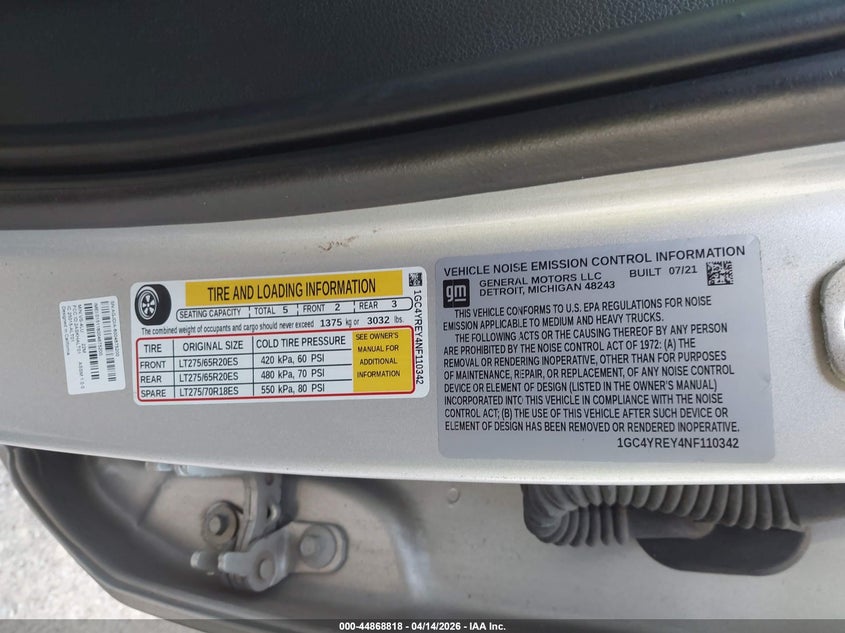 TIRE AND LOADING INFORMATION
SEATING CAPACITY TOTAL 5 FRONT 2 REAR 3
The combined weight of occupants and cargo should never exceed 1375 kg or 3032 lbs.
TIRE ORIGINAL SIZE COLD TIRE PRESSURE
FRONT LT275/65R20ES 420 kPa, 60 PSI
REAR LT275/65R20ES 480 kPa, 70 PSI
SPARE LT275/70R18ES 550 kPa, 80 PSI
SEE OWNER'S
MANUAL FOR
ADDITIONAL
INFORMATION
1GC4YREY4NF110342
VEHICLE NOISE EMISSION CONTROL INFORMATION
gm
GENERAL MOTORS LLC BUILT 07/21
DETROIT, MICHIGAN 48243
THIS VEHICLE CONFORMS TO U.S. EPA REGULATIONS FOR NOISE
EMISSION APPLICABLE TO MEDIUM AND HEAVY TRUCKS.
THE FOLLOWING ACTS OR THE CAUSING THEREOF BY ANY PERSON
ARE PROHIBITED BY THE NOISE CONTROL ACT OF 1972: (A) THE
REMOVAL OR RENDERING INOPERATIVE, OTHER THAN FOR PURPOSES
OF MAINTENANCE, REPAIR, OR REPLACEMENT, OF ANY NOISE CONTROL
DEVICE OR ELEMENT OF DESIGN (LISTED IN THE OWNER'S MANUAL)
INCORPORATED INTO THIS VEHICLE IN COMPLIANCE WITH THE NOISE
CONTROL ACT; (B) THE USE OF THIS VEHICLE AFTER SUCH DEVICE OR
ELEMENT OF DESIGN HAS BEEN REMOVED OR RENDERED INOPERATIVE.
1GC4YREY4NF110342
000-44868818 - 04/14/2026 - IAA Inc.